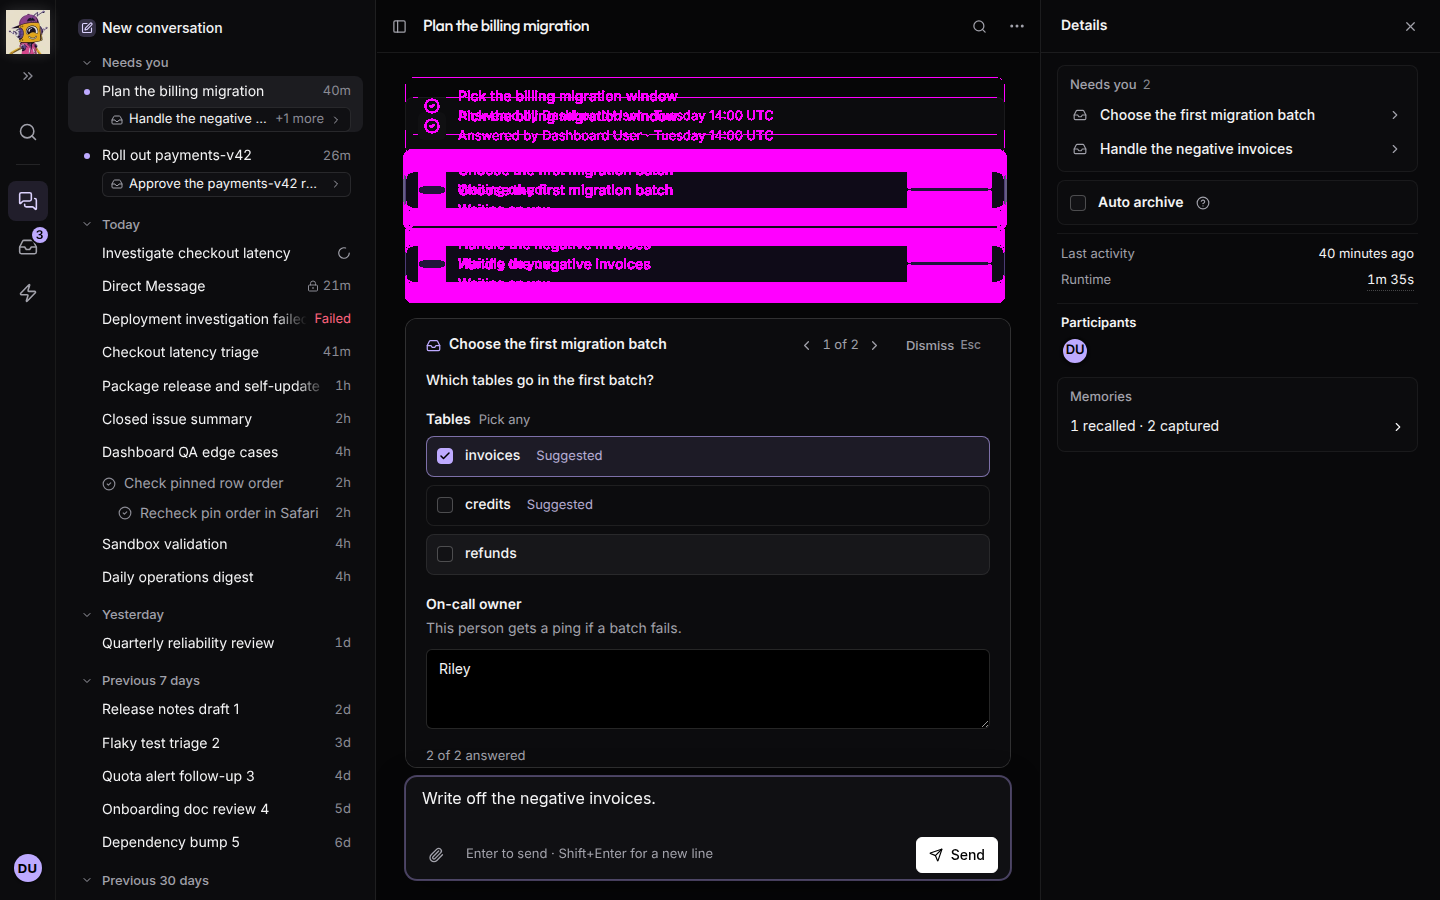 New conversation
Needs you
Plan the billing migration 40m
Handle the negative ... +1 more
Roll out payments-v42 26m
Approve the payments-v42 r...
Today
Investigate checkout latency
Direct Message 21m
Deployment investigation failed Failed
Checkout latency triage 41m
Package release and self-update 1h
Closed issue summary 2h
Dashboard QA edge cases 4h
Check pinned row order 2h
Recheck pin order in Safari 2h
Sandbox validation 4h
Daily operations digest 4h
Yesterday
Quarterly reliability review 1d
Previous 7 days
Release notes draft 1 2d
Flaky test triage 2 3d
Quota alert follow-up 3 4d
Onboarding doc review 4 5d
Dependency bump 5 6d
Previous 30 days
3
DU
Plan the billing migration
Pick the billing migration window
Answered by Dashboard User · Tuesday 14:00 UTC
Choose the first migration batch
Handle the negative invoices
Choose the first migration batch
1 of 2
Dismiss Esc
Which tables go in the first batch?
Tables Pick any
invoices Suggested
credits Suggested
refunds
On-call owner
This person gets a ping if a batch fails.
Riley
2 of 2 answered
Write off the negative invoices.
Enter to send · Shift+Enter for a new line
Send
Details
Needs you 2
Choose the first migration batch
Handle the negative invoices
Auto archive
Last activity 40 minutes ago
Runtime 1m 35s
Participants
DU
Memories
1 recalled · 2 captured